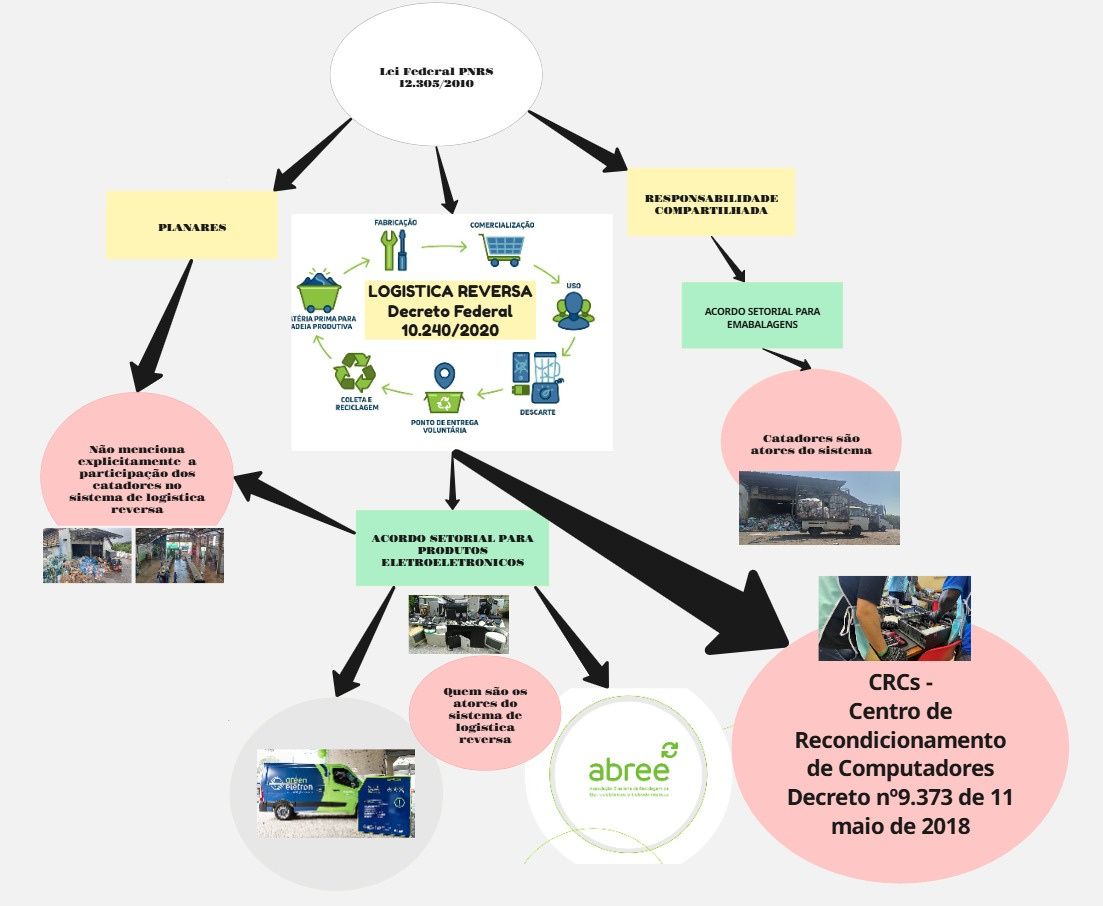 Lei Federal PNRS
12.305/2010
PLANARES
RESPONSABILIDADE
COMPARTILHADA
FABRICAÇÃO
COMERCIALIZAÇÃO
USO
DESCARTE
PONTO DE ENTREGA
VOLUNTÁRIA
COLETA E
RECICLAGEM
TÉRIA PRIMA PARA
ADEIA PRODUTIVA
LOGISTICA REVERSA
Decreto Federal
10.240/2020
ACORDO SETORIAL PARA
EMABALAGENS
Catadores são
atores do sistema
Não menciona
explicitamente a
participação dos
catadores no
sistema de logistica
reversa
ACORDO SETORIAL PARA
PRODUTOS
ELETROELETRONICOS
Quem são os
atores do
sistema de
logistica
reversa
green
eletron
abree
CRCs -
Centro de
Recondicionamento
de Computadores
Decreto nº9.373 de 11
maio de 2018